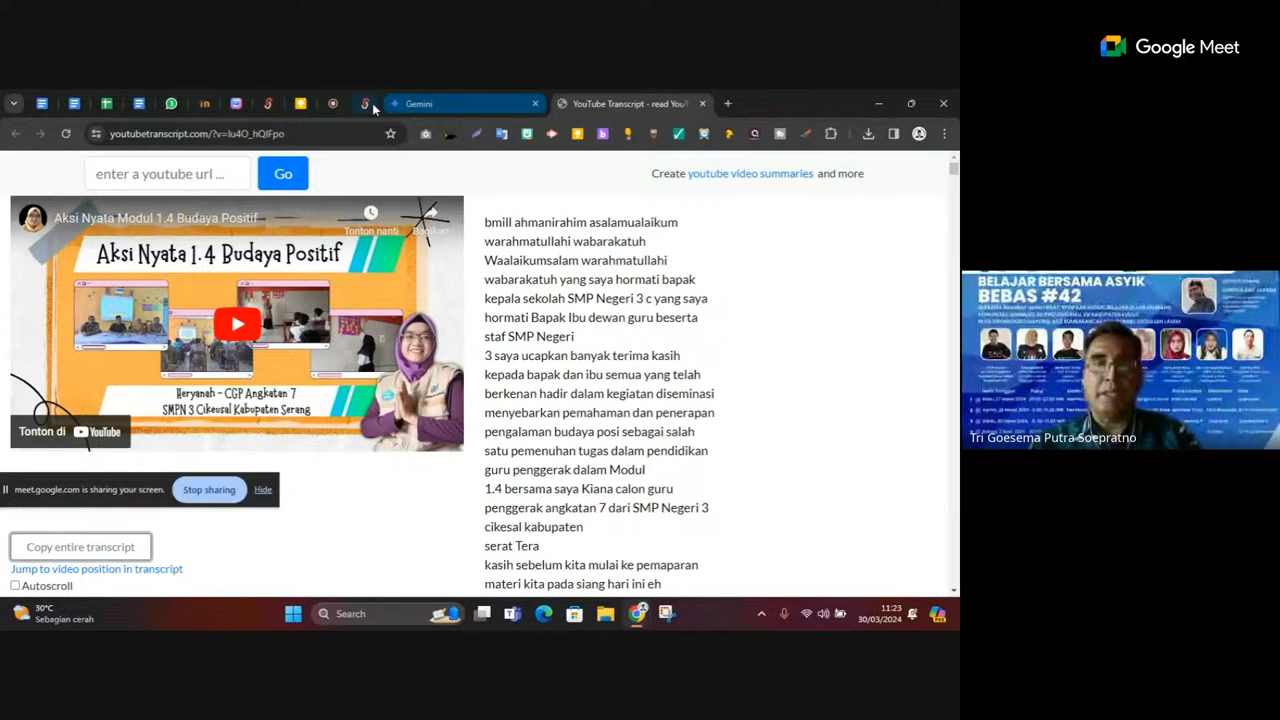 Google Meet
Gemini
YouTube Transcript - read YouT
youtubetranscript.com/?v=Iu4O_hQlFpo
enter a youtube url ...
Go
Create youtube video summaries and more
Aksi Nyata Modul 1.4 Budaya Positif
Tonton nanti
Bagikan
Aksi Nyata 1.4 Budaya Positif
Heryanah - CGP Angkatan 7
SMPN 3 Cikeusal Kabupaten Serang
Tonton di YouTube
meet.google.com is sharing your screen.
Stop sharing
Hide
Copy entire transcript
Jump to video position in transcript
Autoscroll
bmill ahmanirahim asalamualaikum
warahmatullahi wabarakatuh
Waalaikumsalam warahmatullahi
wabarakatuh yang saya hormati bapak
kepala sekolah SMP Negeri 3 c yang saya
hormati Bapak Ibu dewan guru beserta
staf SMP Negeri
3 saya ucapkan banyak terima kasih
kepada bapak dan ibu semua yang telah
berkenan hadir dalam kegiatan diseminasi
menyebarkan pemahaman dan penerapan
pengalaman budaya posi sebagai salah
satu pemenuhan tugas dalam pendidikan
guru penggerak dalam Modul
1.4 bersama saya Kiana calon guru
penggerak angkatan 7 dari SMP Negeri 3
cikesal kabupaten
serat Tera
kasih sebelum kita mulai ke pemaparan
materi kita pada siang hari ini eh
30°C
Sebagian cerah
Search
11:23
30/03/2024
BELAJAR BERSAMA ASYIK
BEBAS #42
Tri Goesema Putra Soepratno